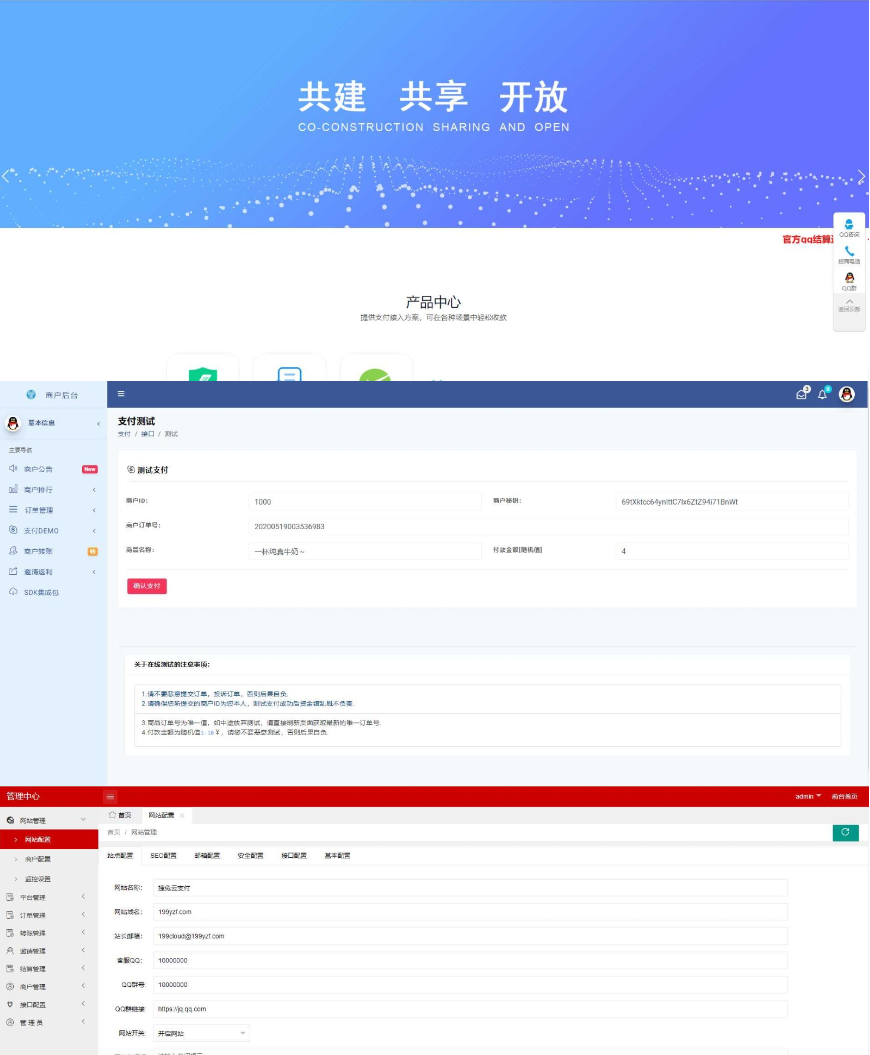 共建 共享 开放
CO-CONSTRUCTION SHARING AND OPEN
官方qq结算
QQ咨询
招商电话
QQ群
返回顶部
产品中心
提供支付接入方案，可在各种场景中轻松收款
商户后台
基本信息
主要导航
商户公告 New
商户排行
订单管理
支付DEMO
商户转账
邀请返利
SDK集成包
支付测试
支付 / 接口 / 测试
测试支付
商户ID： 1000
商户秘钥：
商户订单号： 20200519003536983
商品名称： 一杯纯真牛奶～
付款金额[随机值] 4
确认支付
关于在线测试的注意事项：
1.请不要恶意提交订单，投诉订单，否则后果自负.
2.请确保您所提交的商户ID为您本人，测试支付成功后资金错乱概不负责.
3.商品订单号为唯一值，如中途放弃测试，请直接刷新页面获取最新的唯一订单号.
4.付款金额为随机值：10￥，请您不要恶意测试，否则后果自负.
管理中心
admin 前台首页
网站管理
网站配置
商户配置
监控设置
平台管理
订单管理
转账管理
邀请管理
结算管理
商户管理
接口配置
管 理 员
首页 网站配置
首页 / 网站管理
站点配置 SEO配置 邮箱配置 安全配置 接口配置 基本配置
网站名称： 搜兔云支付
网站域名： 199yzf.com
站长邮箱： 199cloud@199yzf.com
客服QQ： 10000000
QQ群号 10000000
QQ群链接 https://jq.qq.com
网站开关 开启网站